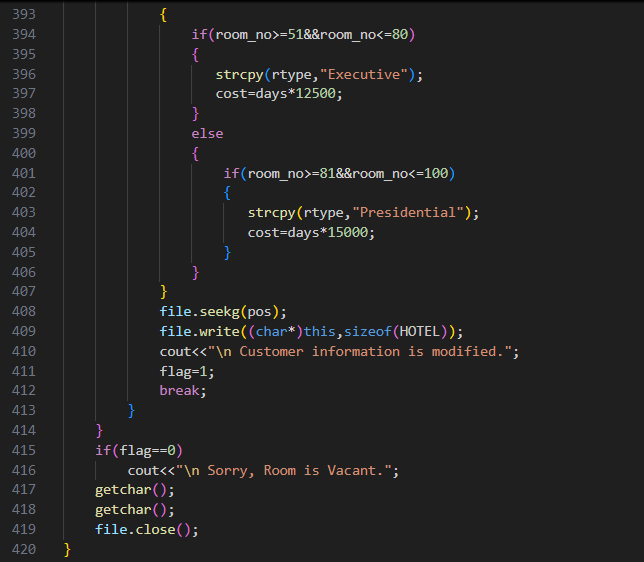 393 {
394 if(room_no>=51&&room_no<=80)
395 {
396 strcpy(rtype,"Executive");
397 cost=days*12500;
398 }
399 else
400 {
401 if(room_no>=81&&room_no<=100)
402 {
403 strcpy(rtype,"Presidential");
404 cost=days*15000;
405 }
406 }
407 }
408 file.seekg(pos);
409 file.write((char*)this,sizeof(HOTEL));
410 cout<<"\n Customer information is modified.";
411 flag=1;
412 break;
413 }
414 }
415 if(flag==0)
416 cout<<"\n Sorry, Room is Vacant.";
417 getchar();
418 getchar();
419 file.close();
420 }